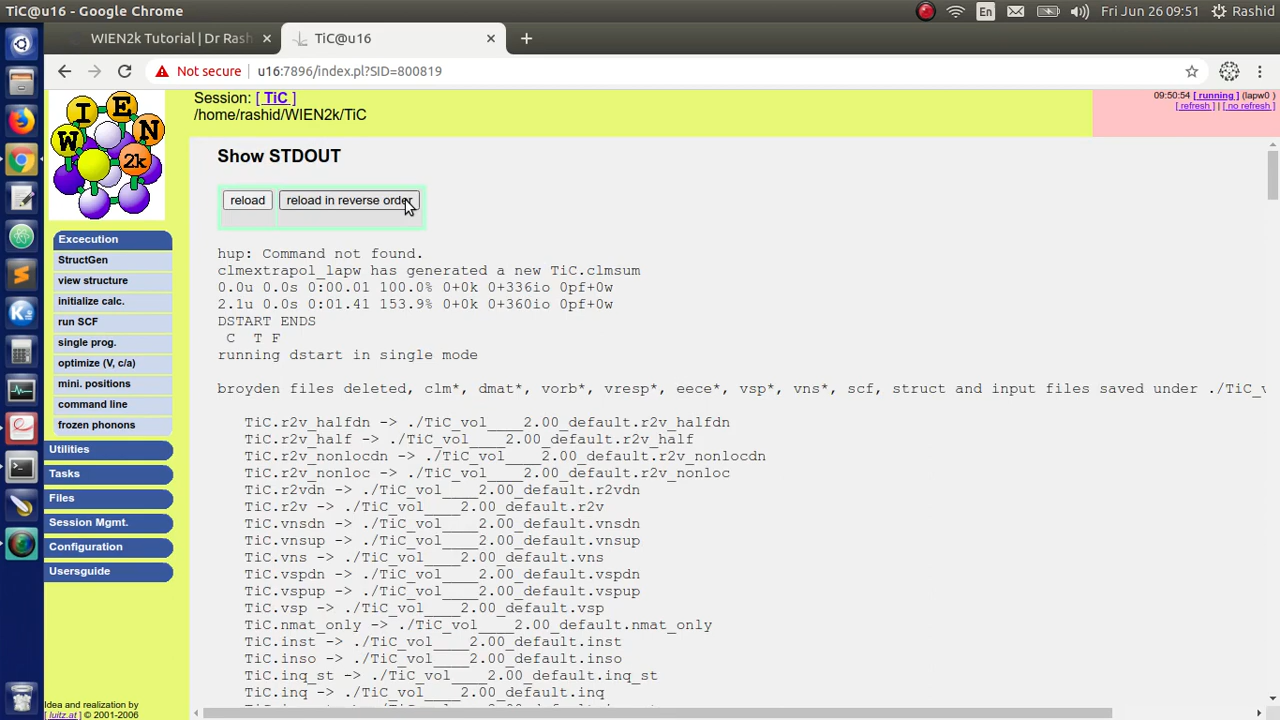 TiC@u16 - Google Chrome
En
Fri Jun 26 09:51
Rashid
WIEN2k Tutorial | Dr Rash
TiC@u16
Not secure
u16:7896/index.pl?SID=800819
W I E N 2k
Session: [ TiC ]
/home/rashid/WIEN2k/TiC
09:50:54 [ running ] (lapw0 )
[ refresh ] [ no refresh ]
Excecution
StructGen
view structure
initialize calc.
run SCF
single prog.
optimize (V, c/a)
mini. positions
command line
frozen phonons
Utilities
Tasks
Files
Session Mgmt.
Configuration
Usersguide
Idea and realization by
[ luitz.at ] © 2001-2006
Show STDOUT
reload
reload in reverse order
hup: Command not found.
clmextrapol_lapw has generated a new TiC.clmsum
0.0u 0.0s 0:00.01 100.0% 0+0k 0+336io 0pf+0w
2.1u 0.0s 0:01.41 153.9% 0+0k 0+360io 0pf+0w
DSTART ENDS
C T F
running dstart in single mode
broyden files deleted, clm*, dmat*, vorb*, vresp*, eece*, vsp*, vns*, scf, struct and input files saved under ./TiC_v
TiC.r2v_halfdn -> ./TiC_vol____2.00_default.r2v_halfdn
TiC.r2v_half -> ./TiC_vol____2.00_default.r2v_half
TiC.r2v_nonlocdn -> ./TiC_vol____2.00_default.r2v_nonlocdn
TiC.r2v_nonloc -> ./TiC_vol____2.00_default.r2v_nonloc
TiC.r2vdn -> ./TiC_vol____2.00_default.r2vdn
TiC.r2v -> ./TiC_vol____2.00_default.r2v
TiC.vnsdn -> ./TiC_vol____2.00_default.vnsdn
TiC.vnsup -> ./TiC_vol____2.00_default.vnsup
TiC.vns -> ./TiC_vol____2.00_default.vns
TiC.vspdn -> ./TiC_vol____2.00_default.vspdn
TiC.vspup -> ./TiC_vol____2.00_default.vspup
TiC.vsp -> ./TiC_vol____2.00_default.vsp
TiC.nmat_only -> ./TiC_vol____2.00_default.nmat_only
TiC.inst -> ./TiC_vol____2.00_default.inst
TiC.inso -> ./TiC_vol____2.00_default.inso
TiC.inq_st -> ./TiC_vol____2.00_default.inq_st
TiC.inq -> ./TiC_vol____2.00_default.inq